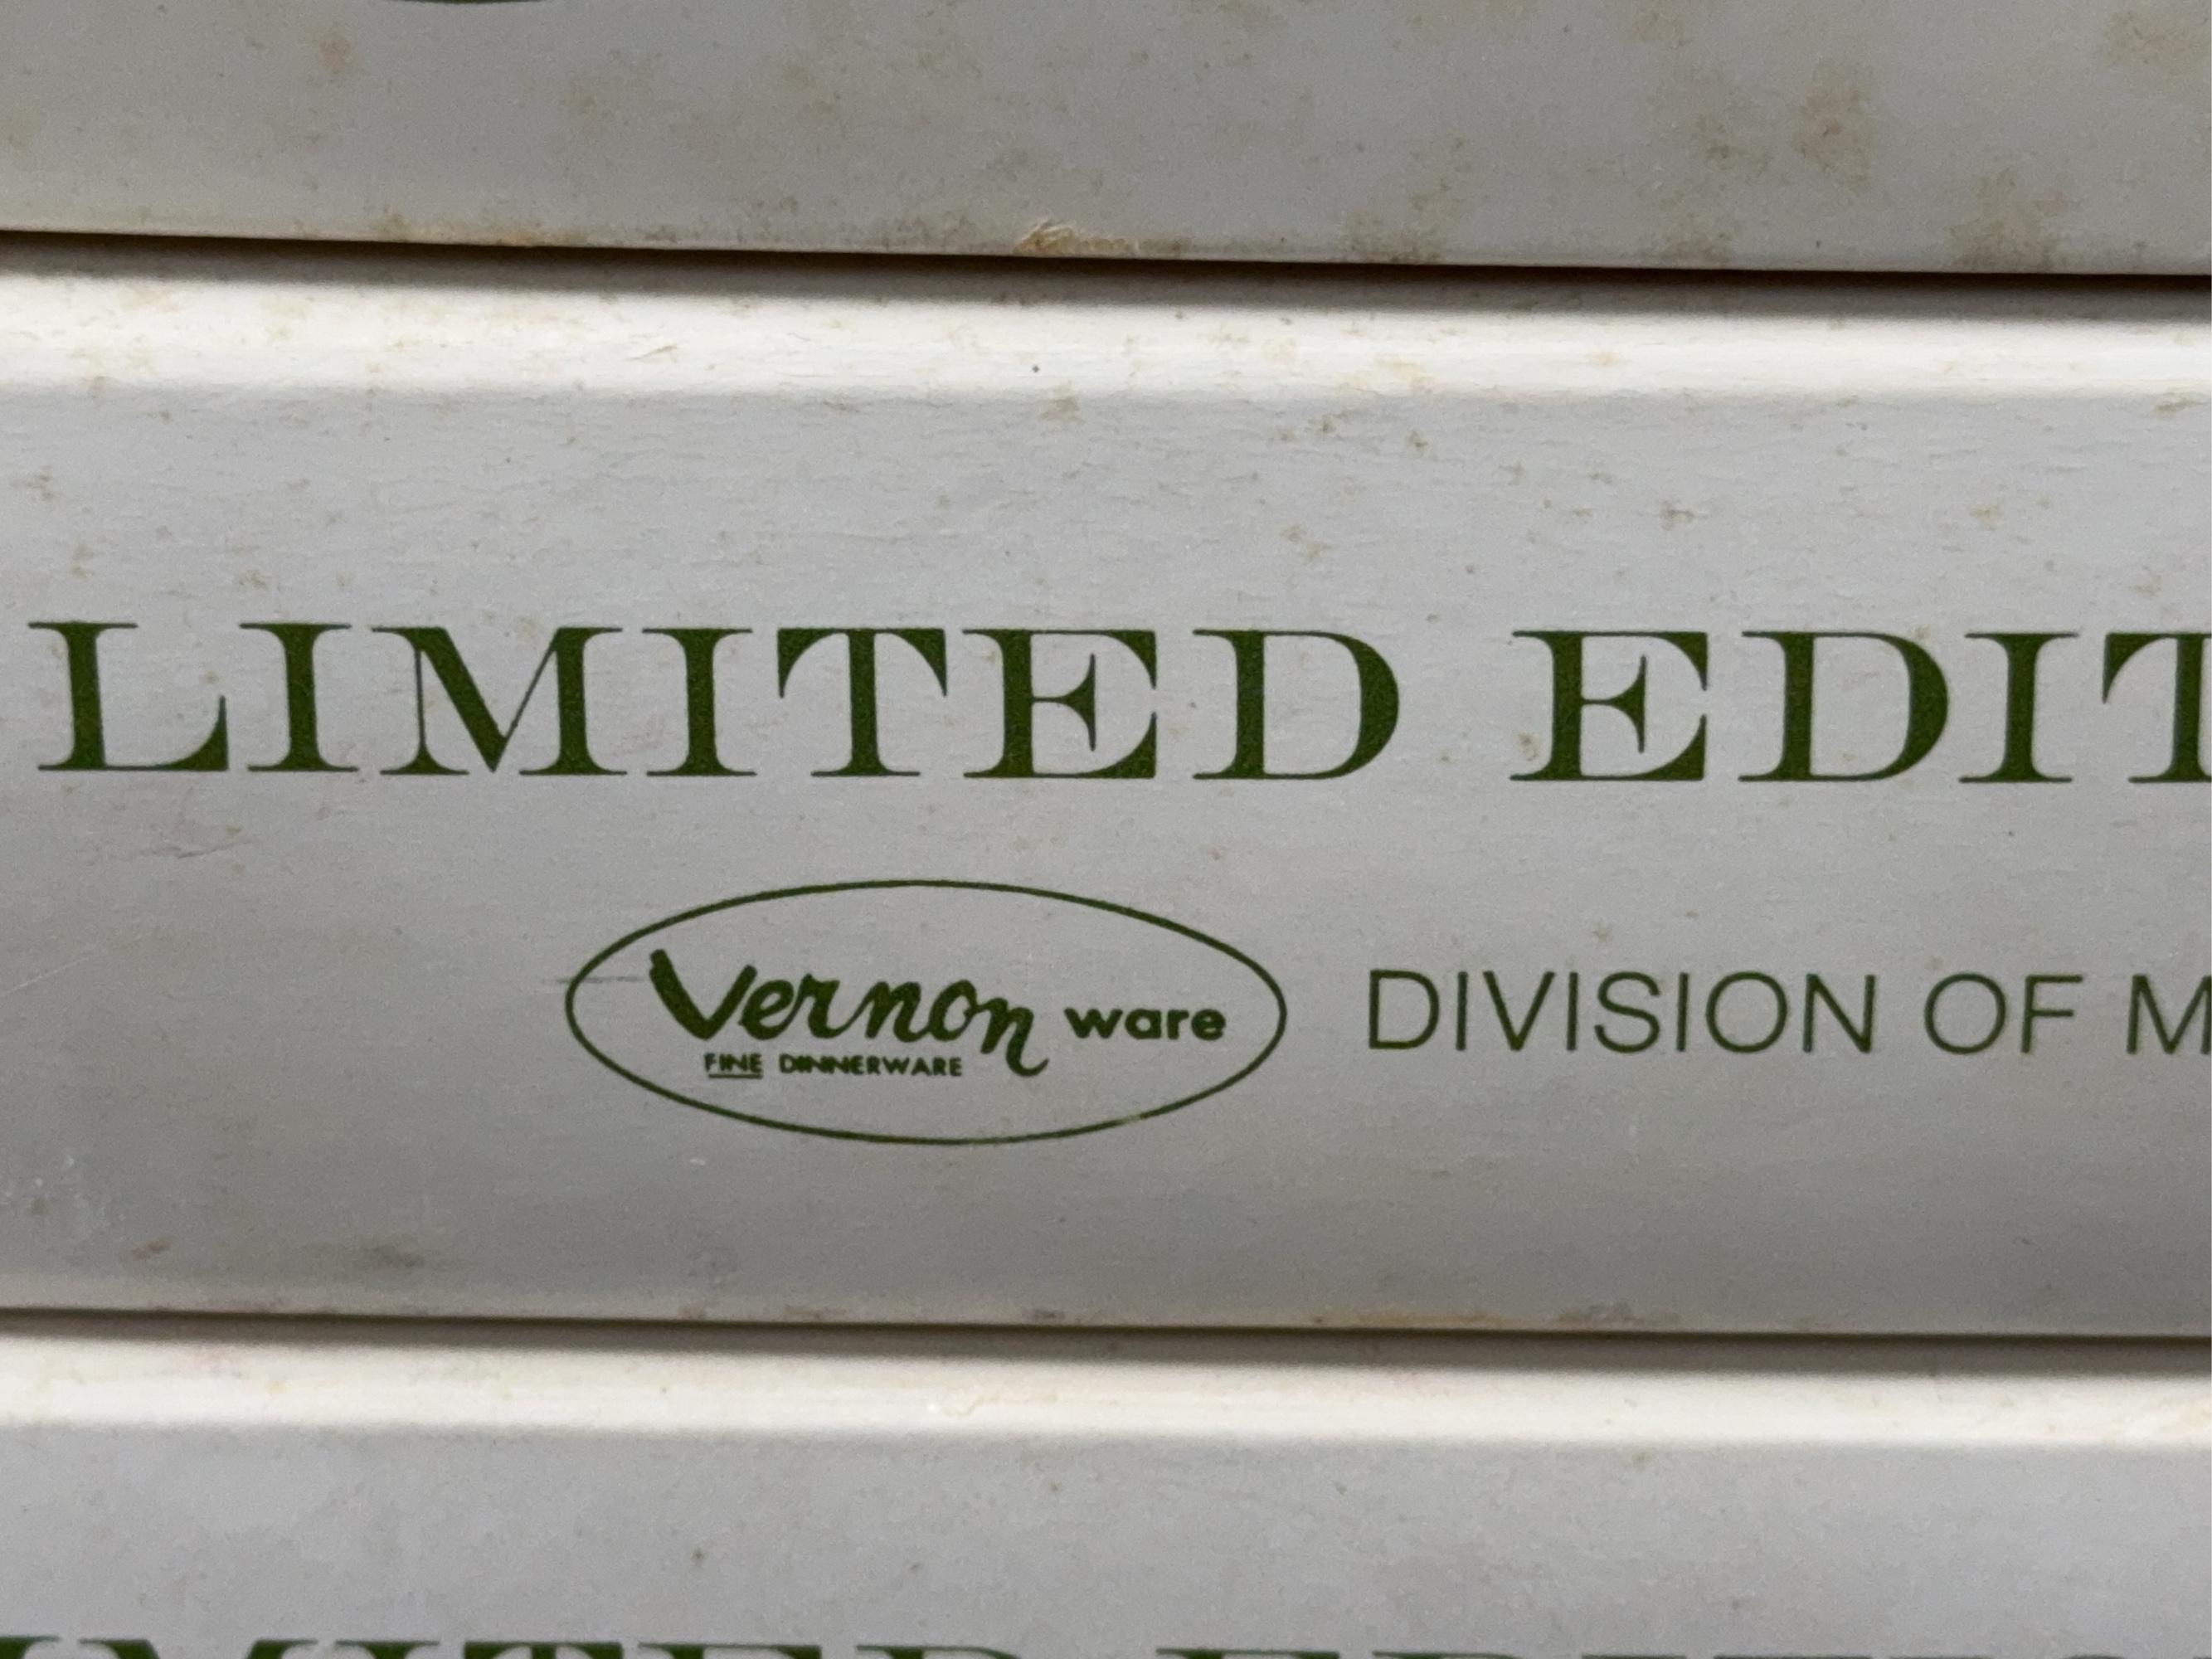 LIMITED EDIT
Vernon ware
FINE DINNERWARE
DIVISION OF M